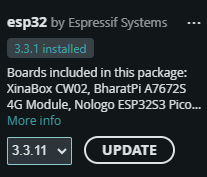 esp32 by Espressif Systems ...
3.3.1 installed
Boards included in this package:
XinaBox CW02, BharatPi A7672S
4G Module, Nologo ESP32S3 Pico...
More info
3.3.11 UPDATE